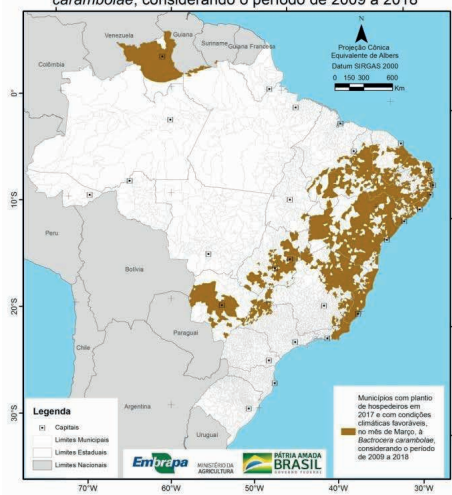 carambolae, considerando o período de 2009 a 2018
N
Projeção Cônica
Equivalente de Albers
Datum SIRGAS 2000
0 150 300 600
Km
Venezuela
Guiana
Suriname
Guiana Francesa
Colômbia
Peru
Bolívia
Paraguai
Chile
Argentina
Uruguai
0°
10°S
20°S
30°S
Legenda
Capitais
Limites Municipais
Limites Estaduais
Limites Nacionais
Embrapa
MINISTÉRIO DA
AGRICULTURA
PÁTRIA AMADA
BRASIL
GOVERNO FEDERAL
Municípios com plantio
de hospedeiros em
2017 e com condições
climáticas favoráveis,
no mês de Março, à
Bactrocera carambolae,
considerando o período
de 2009 a 2018
70°W 60°W 50°W 40°W 30°W